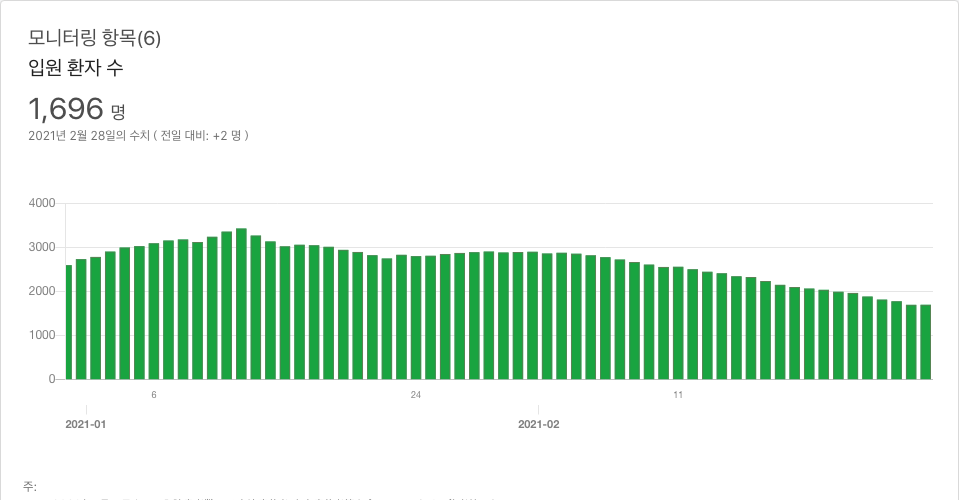 모니터링 항목(6)
입원 환자 수
1,696 명
2021년 2월 28일의 수치 ( 전일 대비: +2 명 )
4000
3000
2000
1000
0
6 24 11
2021-01 2021-02
주: